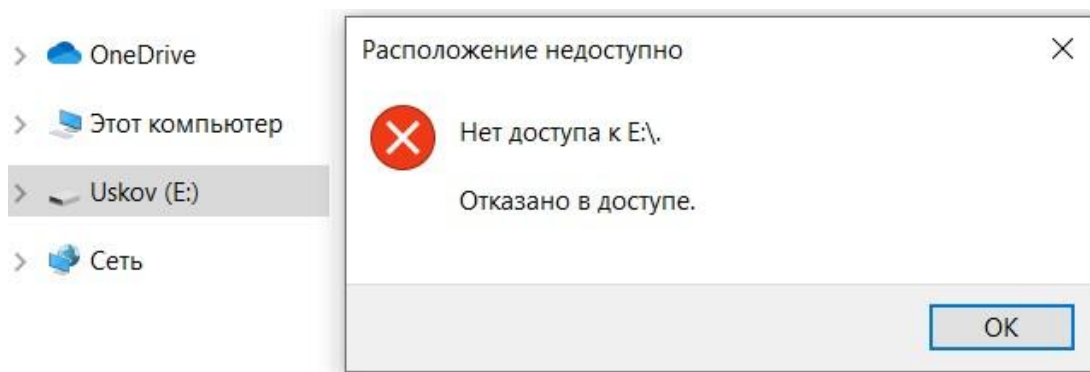 OneDrive
Этот компьютер
Uskov (E:)
Сеть
Расположение недоступно
Нет доступа к E:\.
Отказано в доступе.
OK